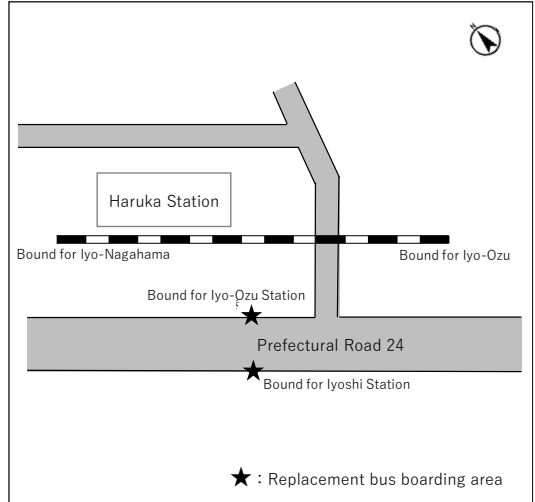 N
Haruka Station
Bound for Iyo-Nagahama
Bound for Iyo-Ozu
Bound for Iyo-Ozu Station
Prefectural Road 24
Bound for Iyoshi Station
★：Replacement bus boarding area